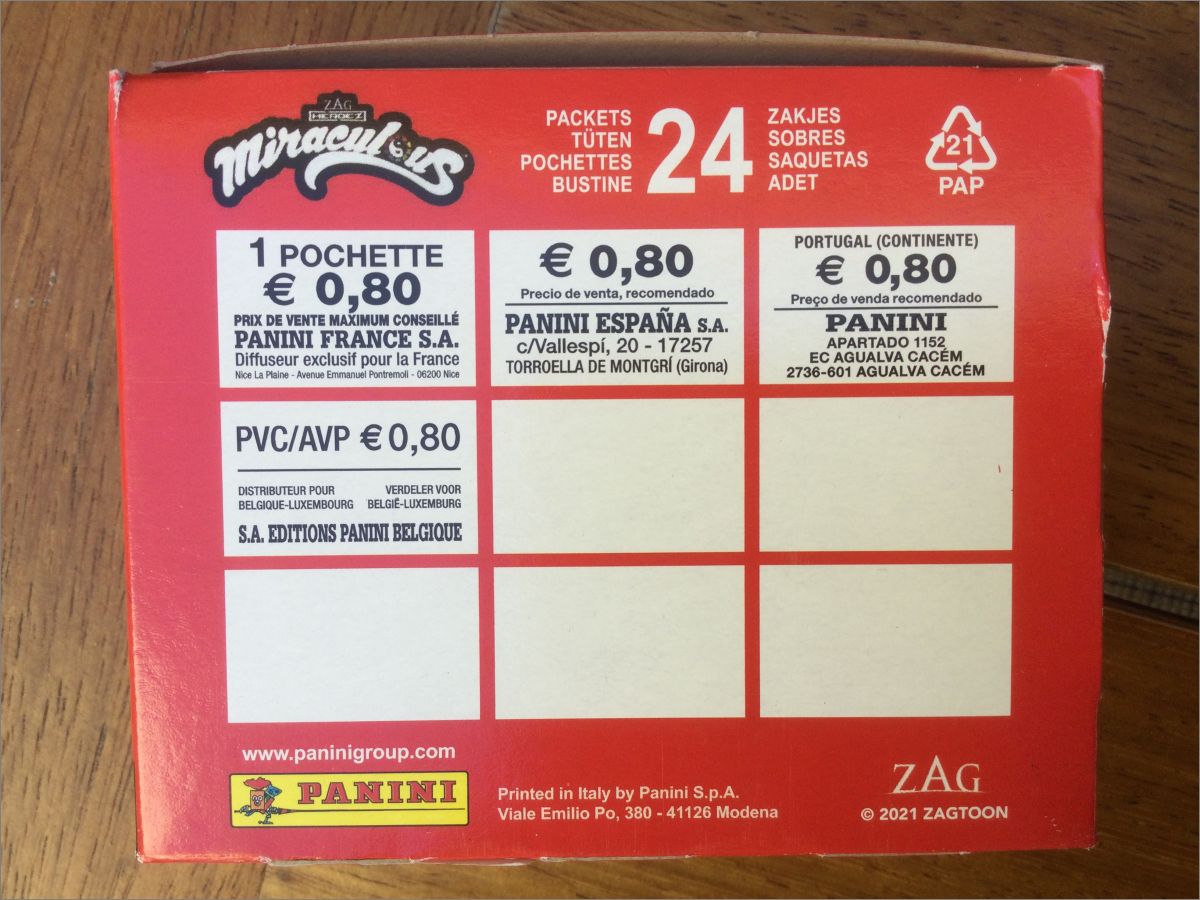 ZAG
HEROEZ
Miraculous
PACKETS
TÜTEN
POCHETTES
BUSTINE
24
ZAKJES
SOBRES
SAQUETAS
ADET
21
PAP
1 POCHETTE
€ 0,80
PRIX DE VENTE MAXIMUM CONSEILLÉ
PANINI FRANCE S.A.
Diffuseur exclusif pour la France
Nice La Plaine - Avenue Emmanuel Pontremoli - 06200 Nice
€ 0,80
Precio de venta, recomendado
PANINI ESPAÑA S.A.
c/Vallespí, 20 - 17257
TORROELLA DE MONTGRÍ (Girona)
PORTUGAL (CONTINENTE)
€ 0,80
Preço de venda recomendado
PANINI
APARTADO 1152
EC AGUALVA CACÉM
2736-601 AGUALVA CACÉM
PVC/AVP € 0,80
DISTRIBUTEUR POUR
BELGIQUE-LUXEMBOURG
VERDELER VOOR
BELGIË-LUXEMBURG
S.A. EDITIONS PANINI BELGIQUE
www.paninigroup.com
PANINI
Printed in Italy by Panini S.p.A.
Viale Emilio Po, 380 - 41126 Modena
ZAG
© 2021 ZAGTOON